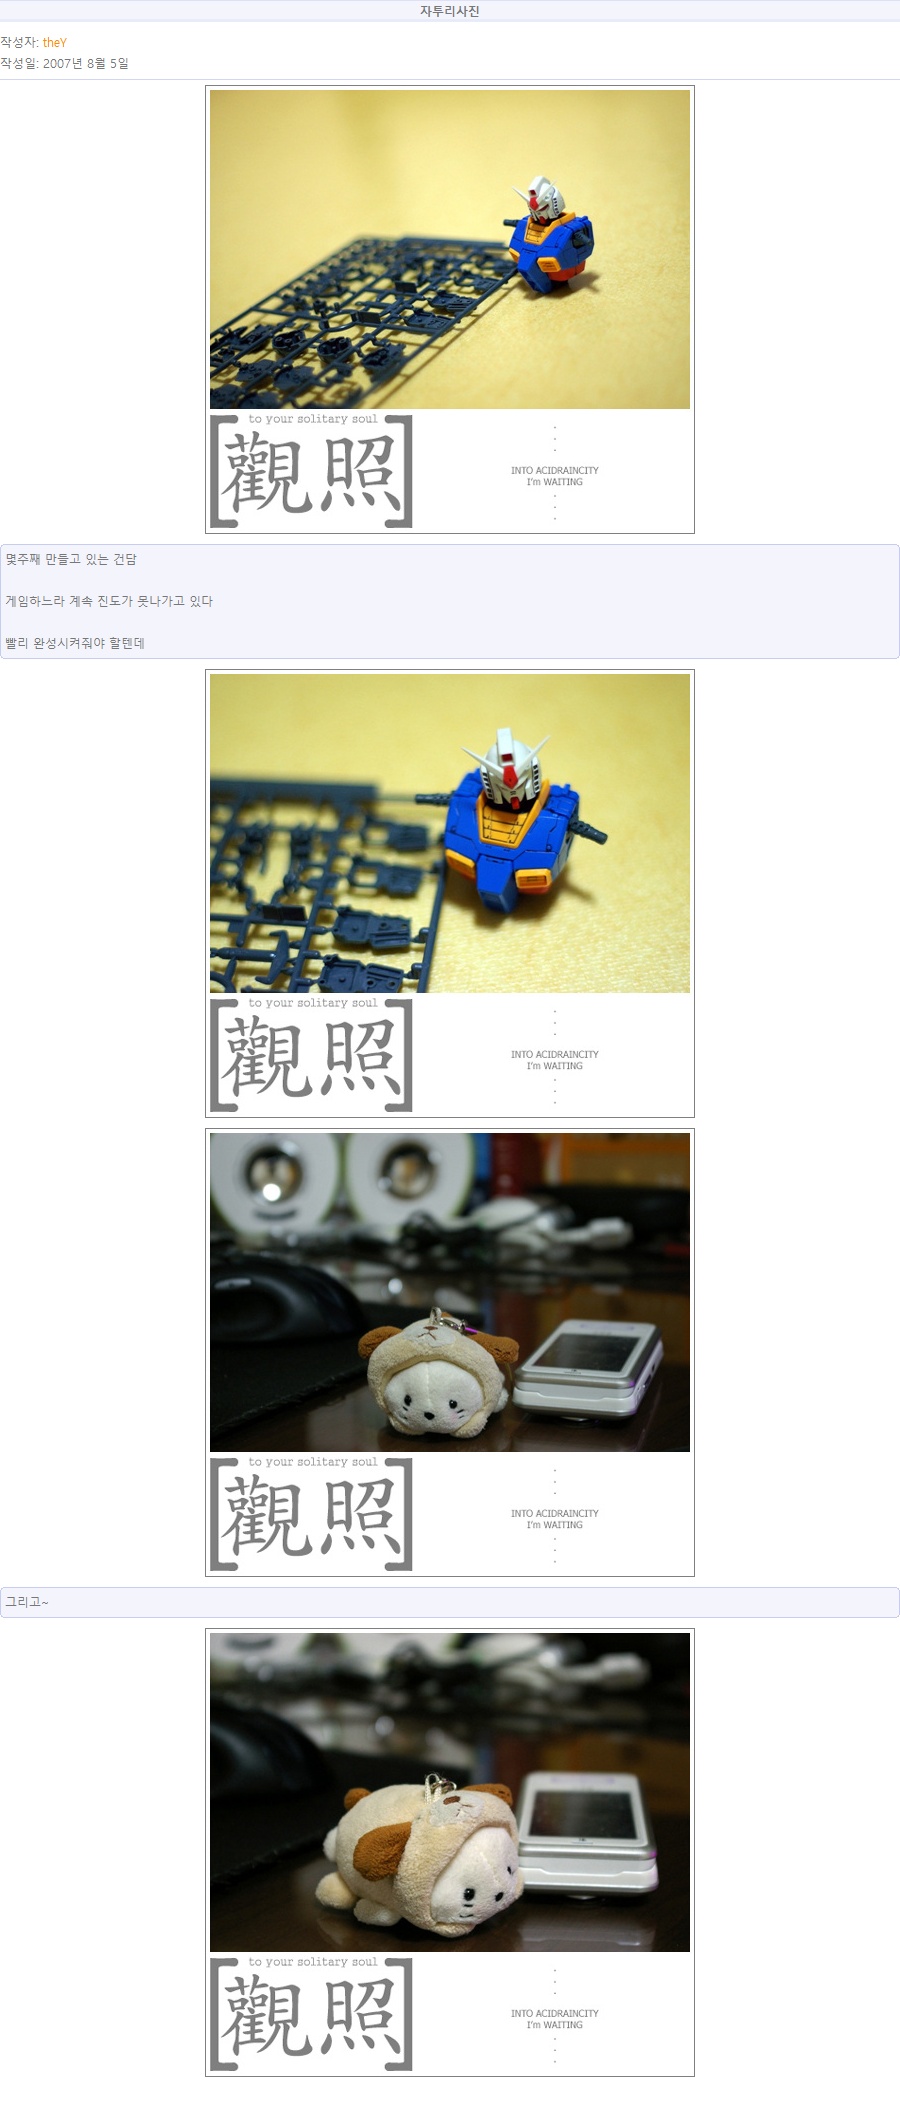 자투리사진
작성자: theY
작성일: 2007년 8월 5일
to your solitary soul
[觀照]
INTO ACIDRAINCITY
I'm WAITING
몇주째 만들고 있는 건담
게임하느라 계속 진도가 못나가고 있다
빨리 완성시켜줘야 할텐데
to your solitary soul
[觀照]
INTO ACIDRAINCITY
I'm WAITING
to your solitary soul
[觀照]
INTO ACIDRAINCITY
I'm WAITING
그리고~
to your solitary soul
[觀照]
INTO ACIDRAINCITY
I'm WAITING